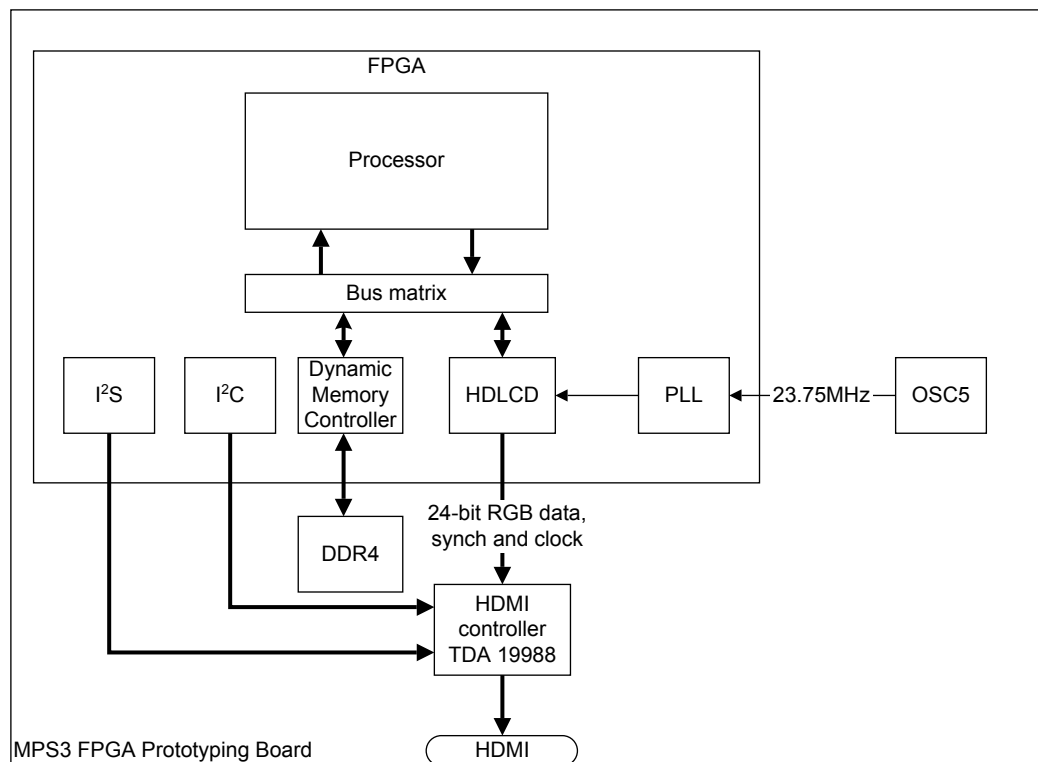 FPGA
Processor
Bus matrix
I²S
I²C
Dynamic
Memory
Controller
HDLCD
PLL
23.75MHz
OSC5
24-bit RGB data,
synch and clock
DDR4
HDMI
controller
TDA 19988
MPS3 FPGA Prototyping Board
HDMI